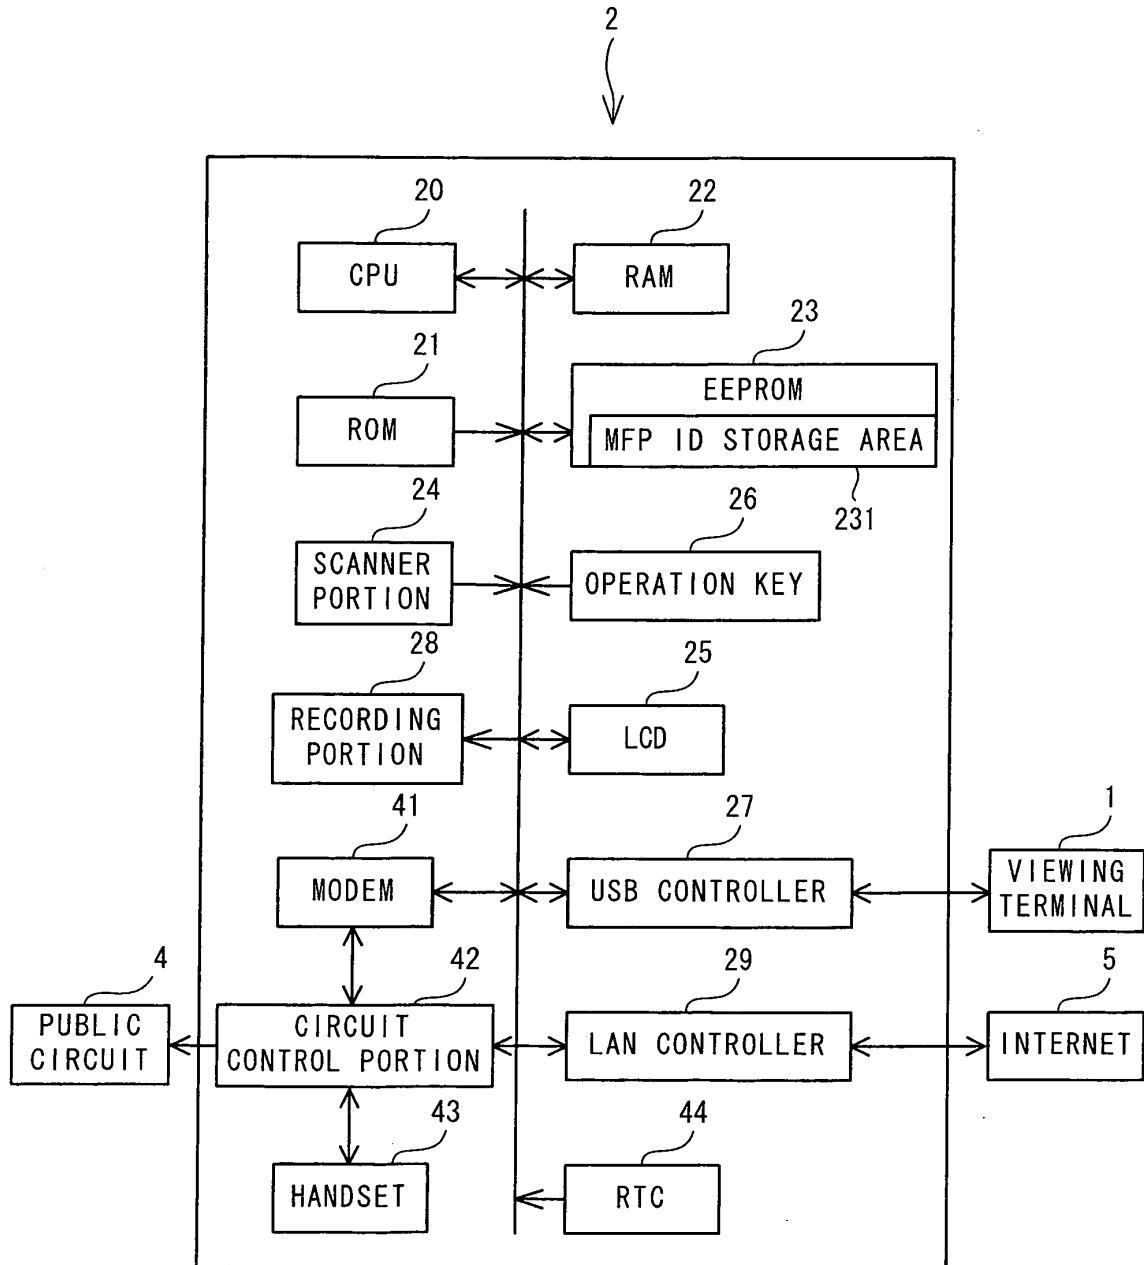 2
20
22
CPU
RAM
21
23
ROM
EEPROM
MFP ID STORAGE AREA
231
24
26
SCANNER
PORTION
OPERATION KEY
28
25
RECORDING
PORTION
LCD
41
27
1
MODEM
USB CONTROLLER
VIEWING
TERMINAL
4
42
29
5
PUBLIC
CIRCUIT
CIRCUIT
CONTROL PORTION
LAN CONTROLLER
INTERNET
43
44
HANDSET
RTC